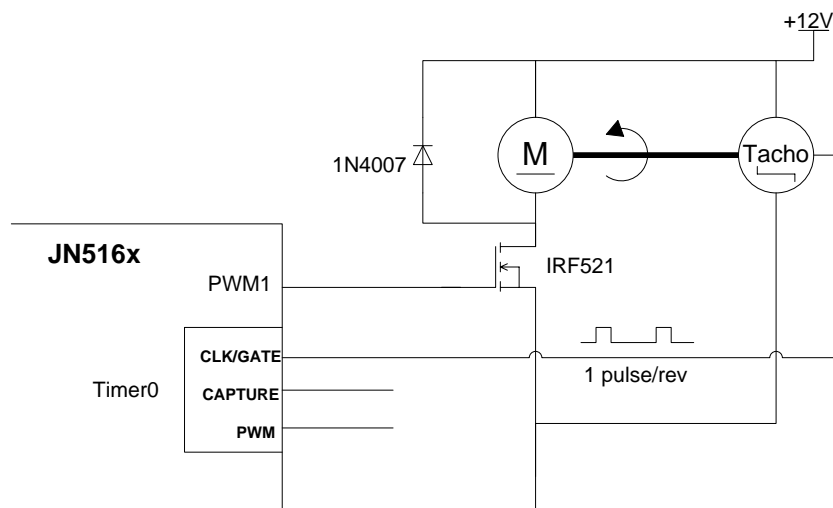 +12V
1N4007
M
Tacho
JN516x
IRF521
PWM1
CLK/GATE
1 pulse/rev
Timer0
CAPTURE
PWM